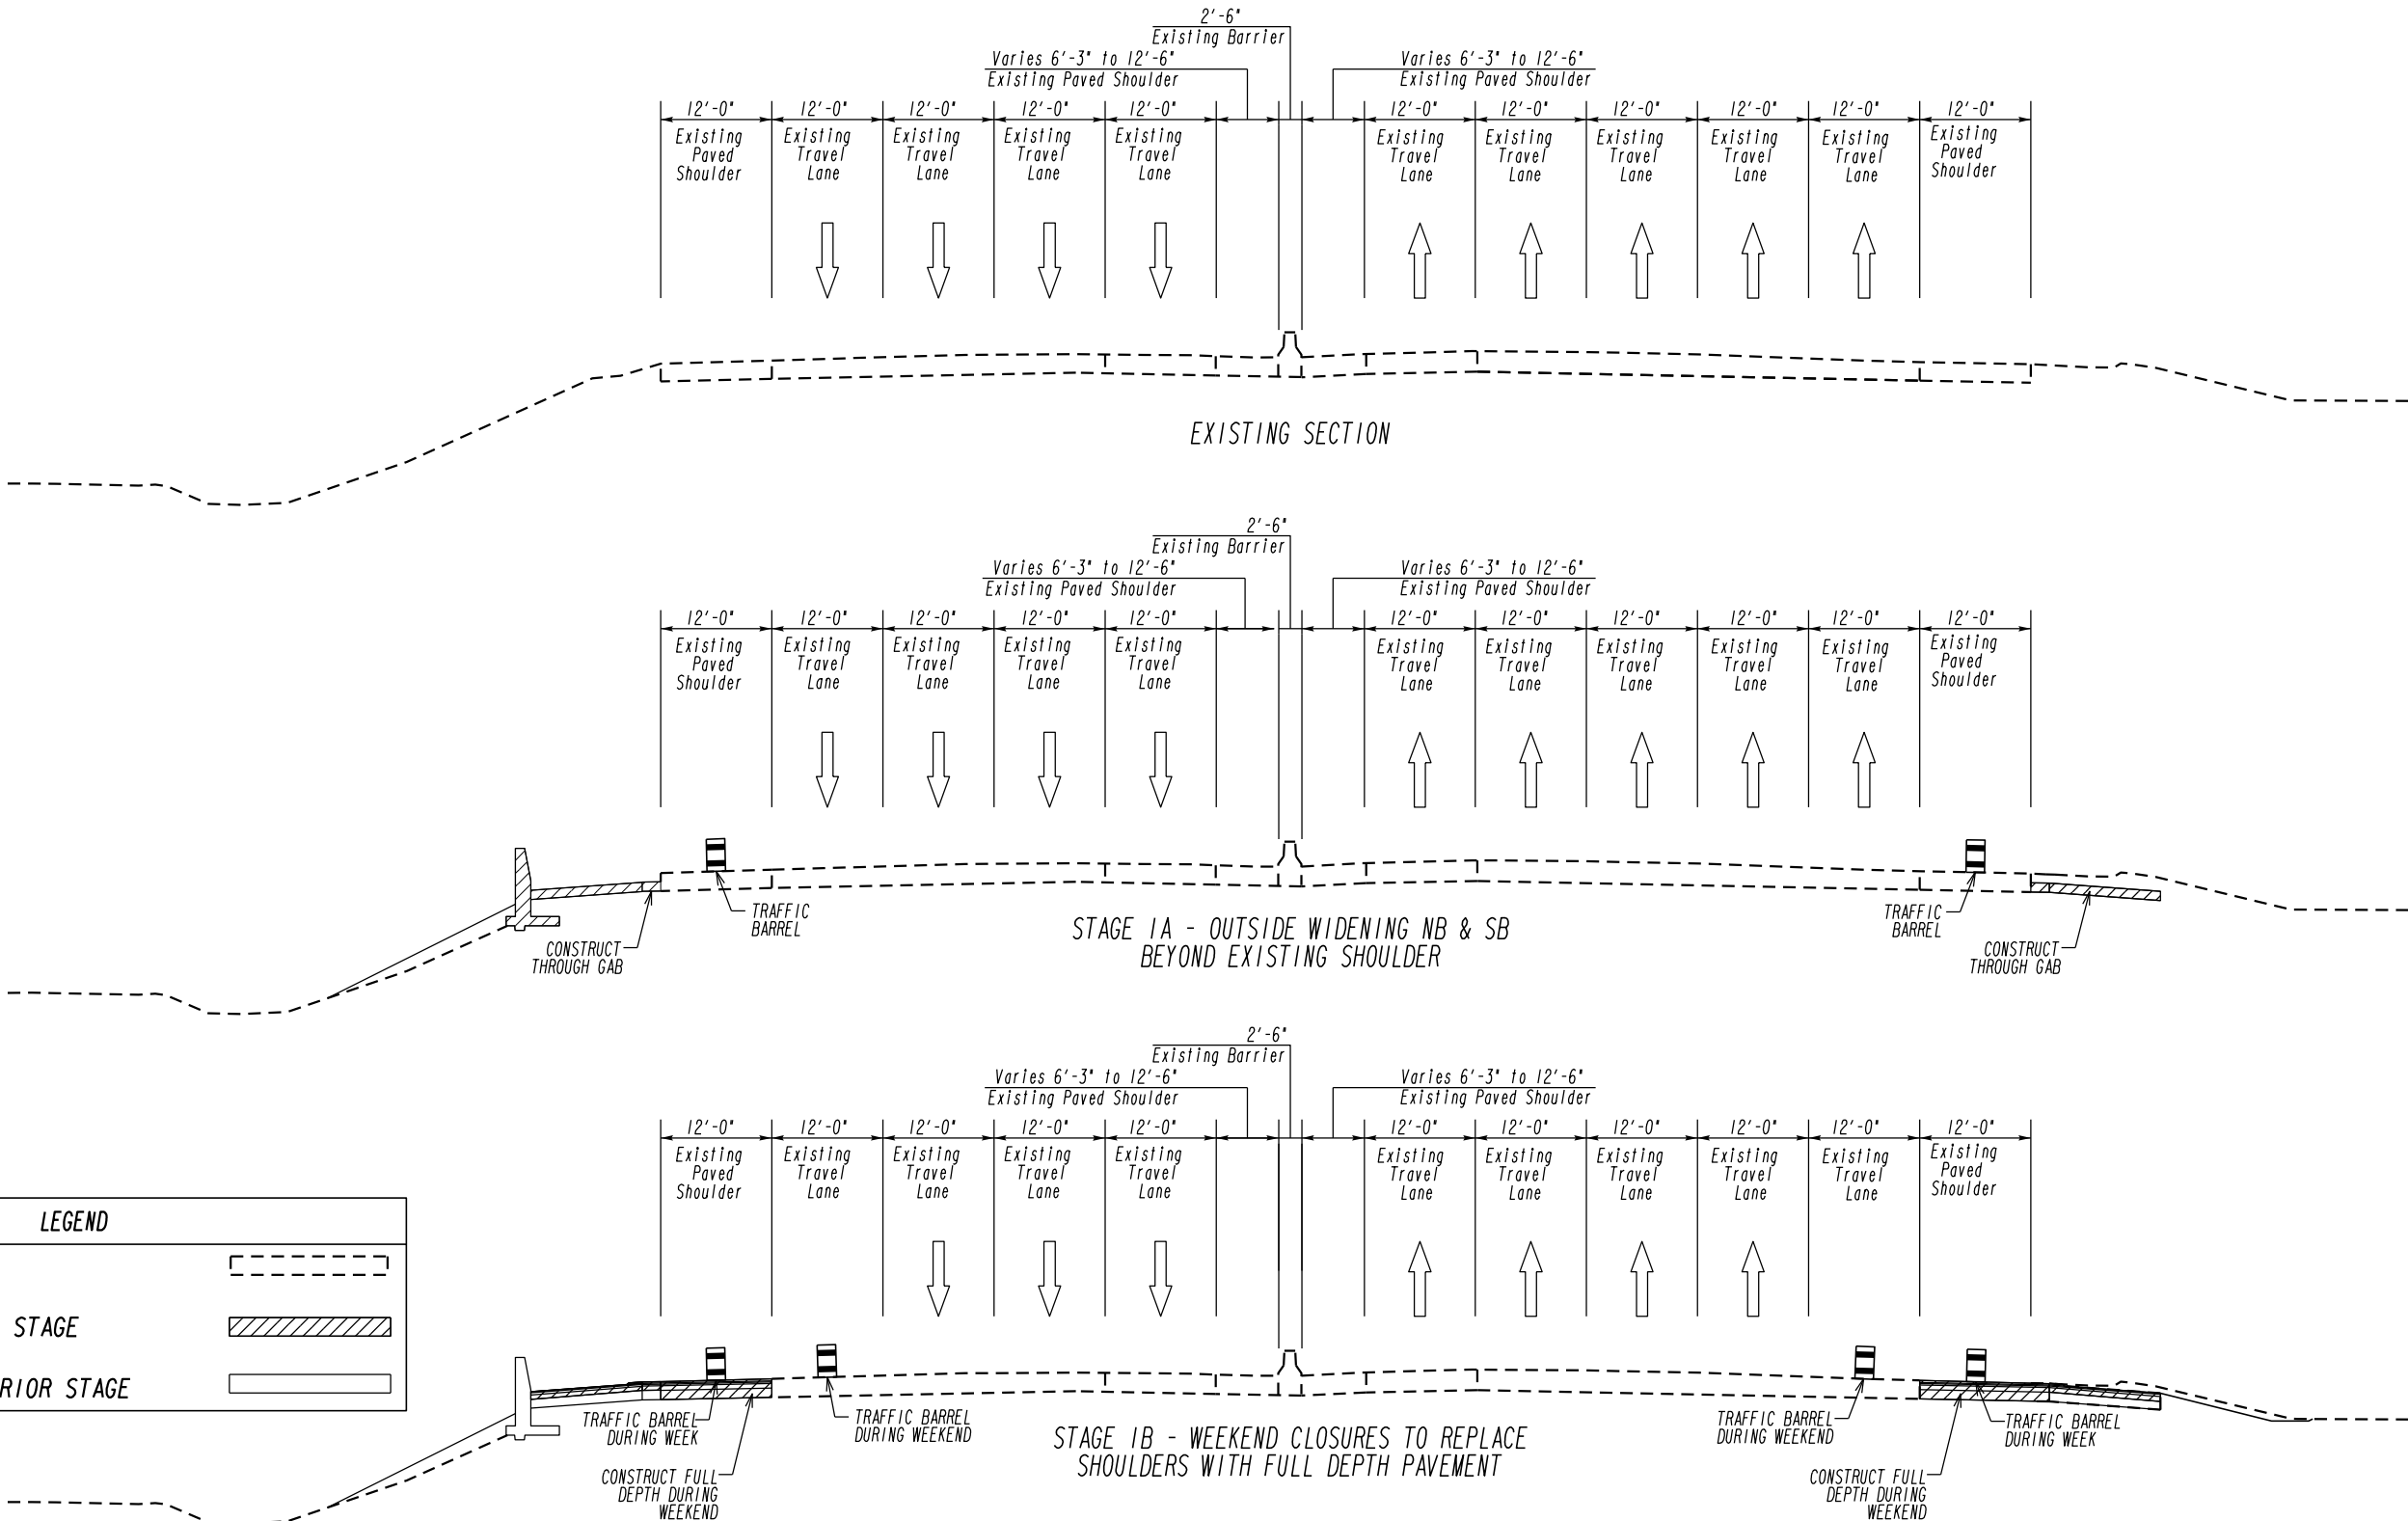 2'-6"
Existing Barrier
Varies 6'-3" to 12'-6"
Existing Paved Shoulder
Varies 6'-3" to 12'-6"
Existing Paved Shoulder
12'-0" 12'-0" 12'-0" 12'-0" 12'-0" 12'-0" 12'-0" 12'-0" 12'-0" 12'-0" 12'-0"
Existing Existing Existing Existing Existing Existing Existing Existing Existing Existing Existing
Paved Travel Travel Travel Travel Travel Travel Travel Travel Travel Paved
Shoulder Lane Lane Lane Lane Lane Lane Lane Lane Lane Shoulder
EXISTING SECTION
2'-6"
Existing Barrier
Varies 6'-3" to 12'-6"
Existing Paved Shoulder
Varies 6'-3" to 12'-6"
Existing Paved Shoulder
12'-0" 12'-0" 12'-0" 12'-0" 12'-0" 12'-0" 12'-0" 12'-0" 12'-0" 12'-0" 12'-0"
Existing Existing Existing Existing Existing Existing Existing Existing Existing Existing Existing
Paved Travel Travel Travel Travel Travel Travel Travel Travel Travel Paved
Shoulder Lane Lane Lane Lane Lane Lane Lane Lane Lane Shoulder
TRAFFIC
BARREL
CONSTRUCT
THROUGH GAB
STAGE 1A - OUTSIDE WIDENING NB & SB
BEYOND EXISTING SHOULDER
TRAFFIC
BARREL
CONSTRUCT
THROUGH GAB
2'-6"
Existing Barrier
Varies 6'-3" to 12'-6"
Existing Paved Shoulder
Varies 6'-3" to 12'-6"
Existing Paved Shoulder
12'-0" 12'-0" 12'-0" 12'-0" 12'-0" 12'-0" 12'-0" 12'-0" 12'-0" 12'-0" 12'-0"
Existing Existing Existing Existing Existing Existing Existing Existing Existing Existing Existing
Paved Travel Travel Travel Travel Travel Travel Travel Travel Travel Paved
Shoulder Lane Lane Lane Lane Lane Lane Lane Lane Lane Shoulder
LEGEND
STAGE
RIOR STAGE
TRAFFIC BARREL
DURING WEEK
TRAFFIC BARREL
DURING WEEKEND
CONSTRUCT FULL
DEPTH DURING
WEEKEND
STAGE 1B - WEEKEND CLOSURES TO REPLACE
SHOULDERS WITH FULL DEPTH PAVEMENT
TRAFFIC BARREL
DURING WEEKEND
TRAFFIC BARREL
DURING WEEK
CONSTRUCT FULL
DEPTH DURING
WEEKEND